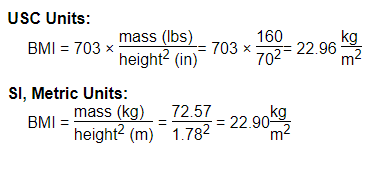 USC Units:
BMI = 703 × mass (lbs) / height² (in) = 703 × 160 / 70² = 22.96 kg / m²
SI, Metric Units:
BMI = mass (kg) / height² (m) = 72.57 / 1.78² = 22.90 kg / m²